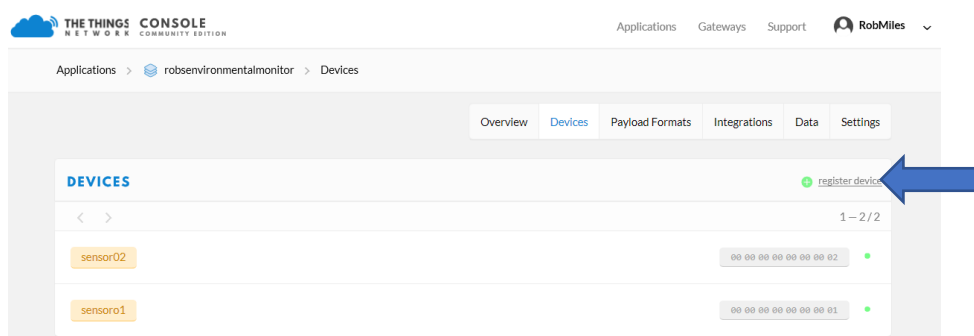 THE THINGS CONSOLE
NETWORK COMMUNITY EDITION
Applications Gateways Support RobMiles
Applications > robsenvironmentalmonitor > Devices
Overview Devices Payload Formats Integrations Data Settings
DEVICES register device
1 – 2 / 2
sensor02 00 00 00 00 00 00 00 02
sensoro1 00 00 00 00 00 00 00 01